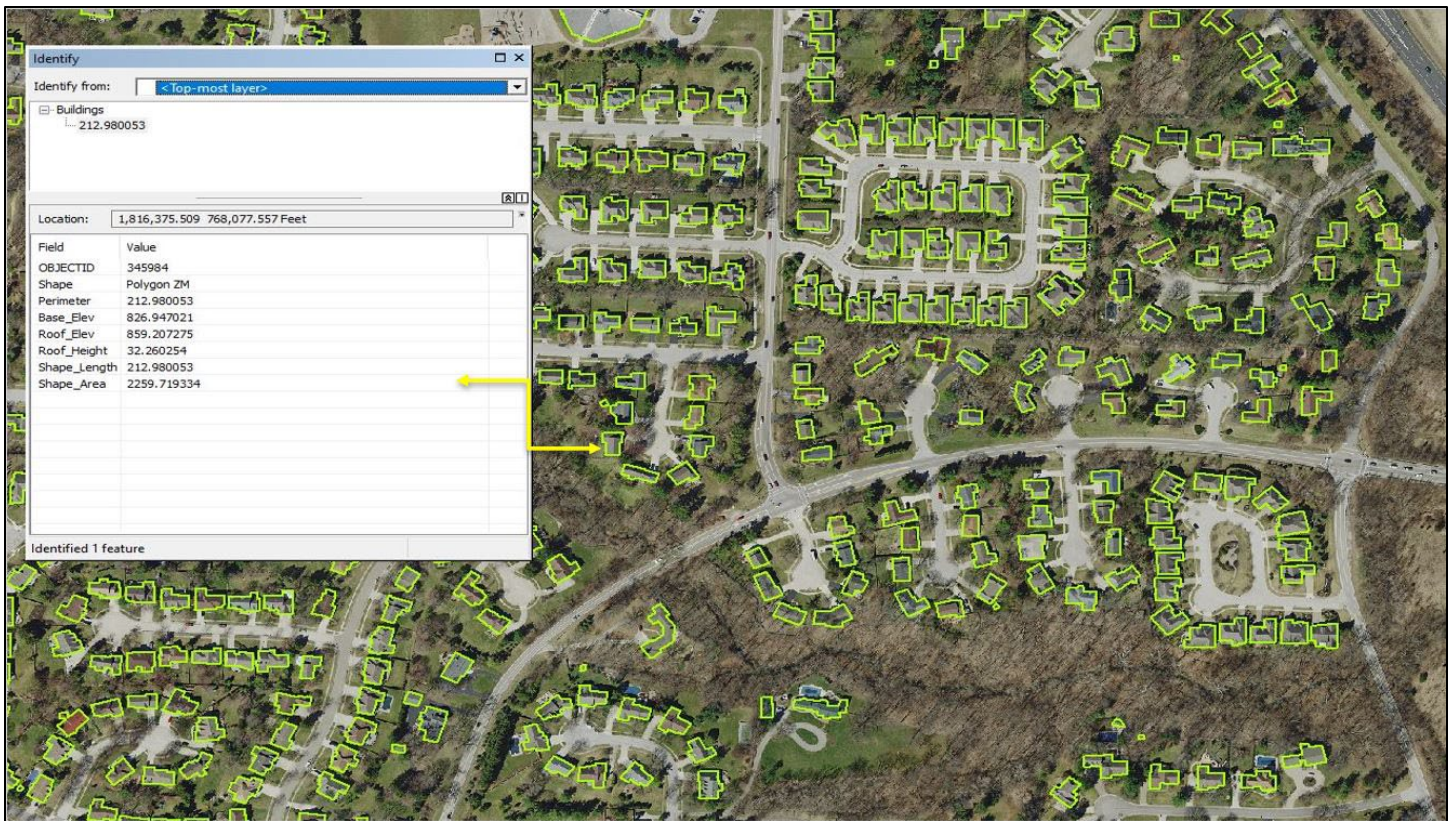 Identify
Identify from: <Top-most layer>
Buildings
212.980053
Location: 1,816,375.509 768,077.557 Feet
Field Value
OBJECTID 345984
Shape Polygon ZM
Perimeter 212.980053
Base_Elev 826.947021
Roof_Elev 859.207275
Roof_Height 32.260254
Shape_Length 212.980053
Shape_Area 2259.719334
Identified 1 feature